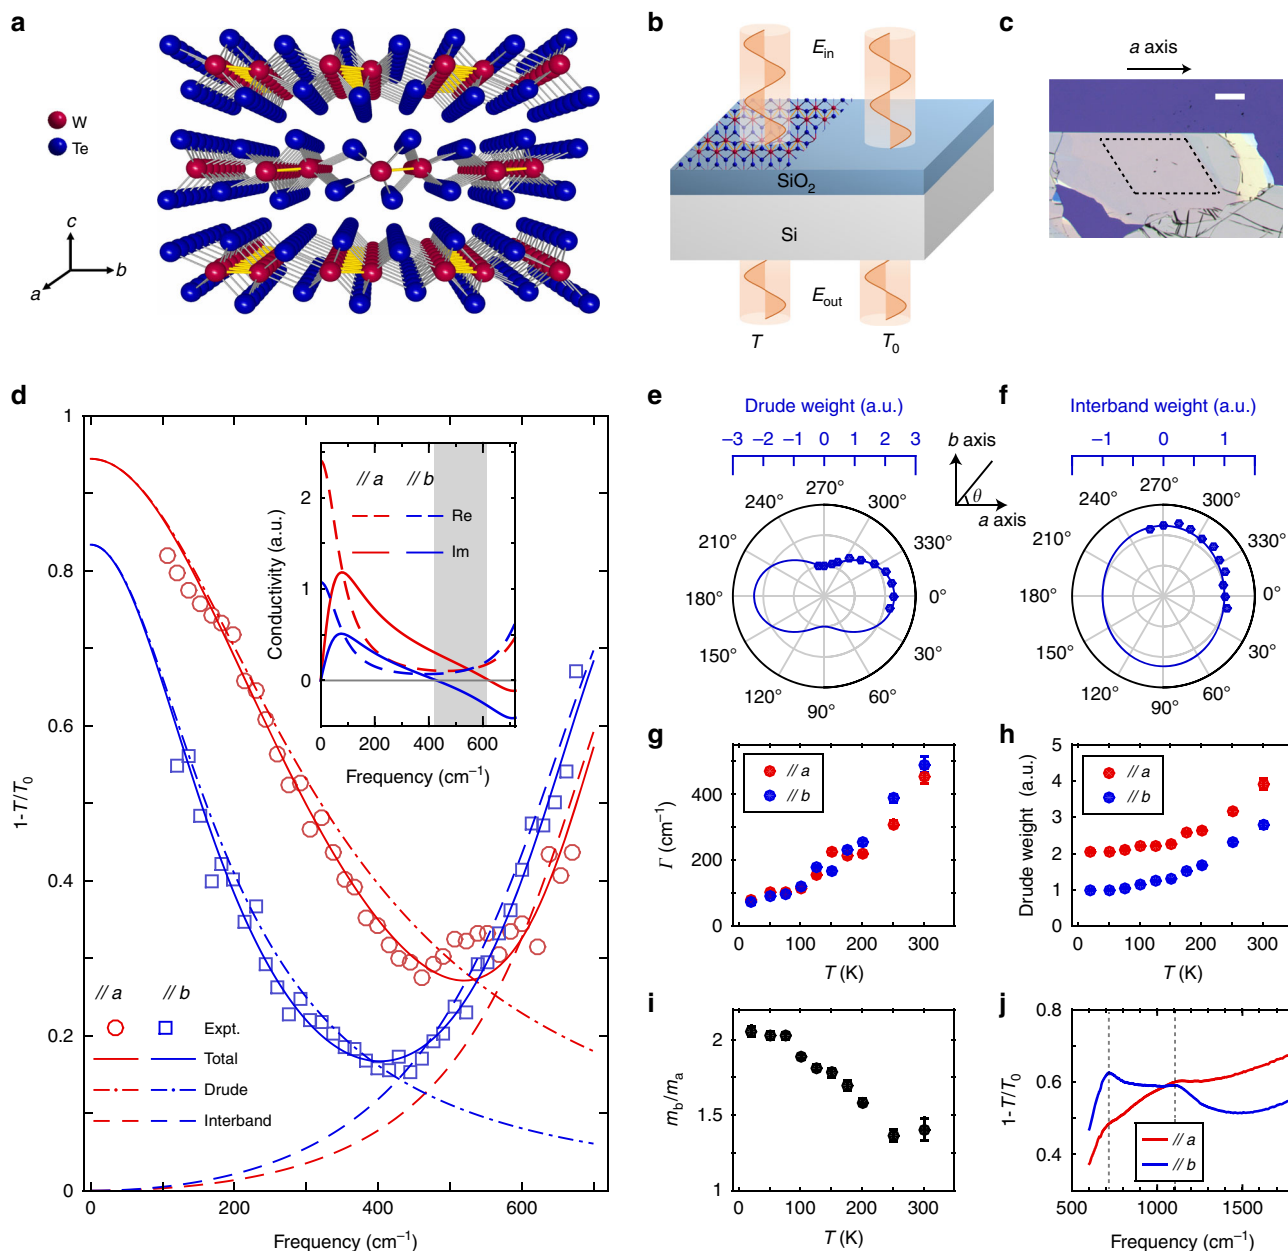 a
W
Te
c
b
a
b
E_in
SiO₂
Si
E_out
T
T₀
c
a axis
d
1-T/T₀
1
0.8
0.6
0.4
0.2
0
0
200
400
600
Frequency (cm⁻¹)
// a
// b
Expt.
Total
Drude
Interband
Conductivity (a.u.)
2
1
0
// a
// b
Re
Im
0
200
400
600
Frequency (cm⁻¹)
e
Drude weight (a.u.)
−3 −2 −1 0 1 2 3
270°
240°
300°
210°
330°
180°
0°
150°
30°
120°
60°
90°
b axis
θ
a axis
f
Interband weight (a.u.)
−1 0 1
270°
240°
300°
210°
330°
180°
0°
150°
30°
120°
60°
90°
g
// a
// b
Γ (cm⁻¹)
400
200
0
0 100 200 300
T (K)
h
// a
// b
Drude weight (a.u.)
5
4
3
2
1
0
0 100 200 300
T (K)
i
m_b/m_a
2
1.5
1
0 100 200 300
T (K)
j
1-T/T₀
0.8
0.6
0.4
// a
// b
500 1000 1500
Frequency (cm⁻¹)